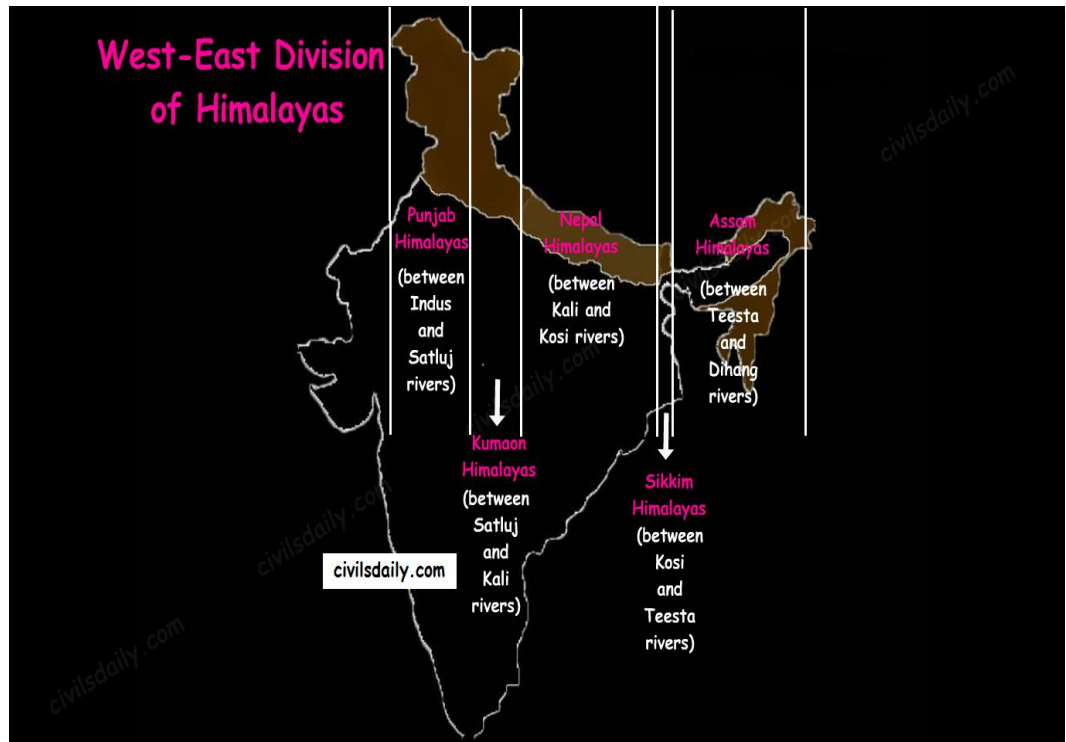 West-East Division
of Himalayas
civilsdaily.com
Punjab
Himalayas
(between
Indus
and
Satluj
rivers)
Nepal
Himalayas
(between
Kali and
Kosi rivers)
Assam
Himalayas
(between
Teesta
and
Dihang
rivers)
civilsdaily.com
civilsdaily.com
Kumaon
Himalayas
(between
Satluj
and
Kali
rivers)
Sikkim
Himalayas
(between
Kosi
and
Teesta
rivers)
civilsdaily.com
civilsdaily.com
civilsdaily.com